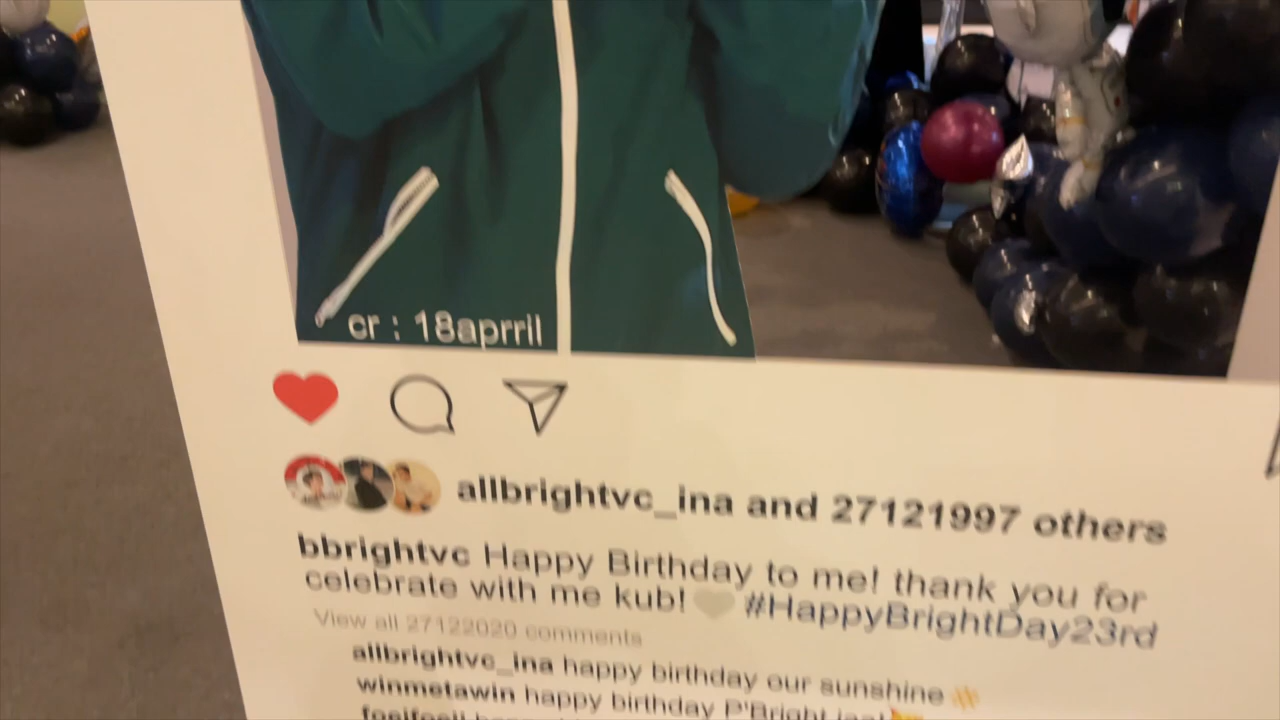 cr : 18aprril
allbrightvc_ina and 27121997 others
bbrightvc Happy Birthday to me! thank you for
celebrate with me kub! 🤍 #HappyBrightDay23rd
View all 27122020 comments
allbrightvc_ina happy birthday our sunshine ☀️
winmetawin happy birthday P'Bright